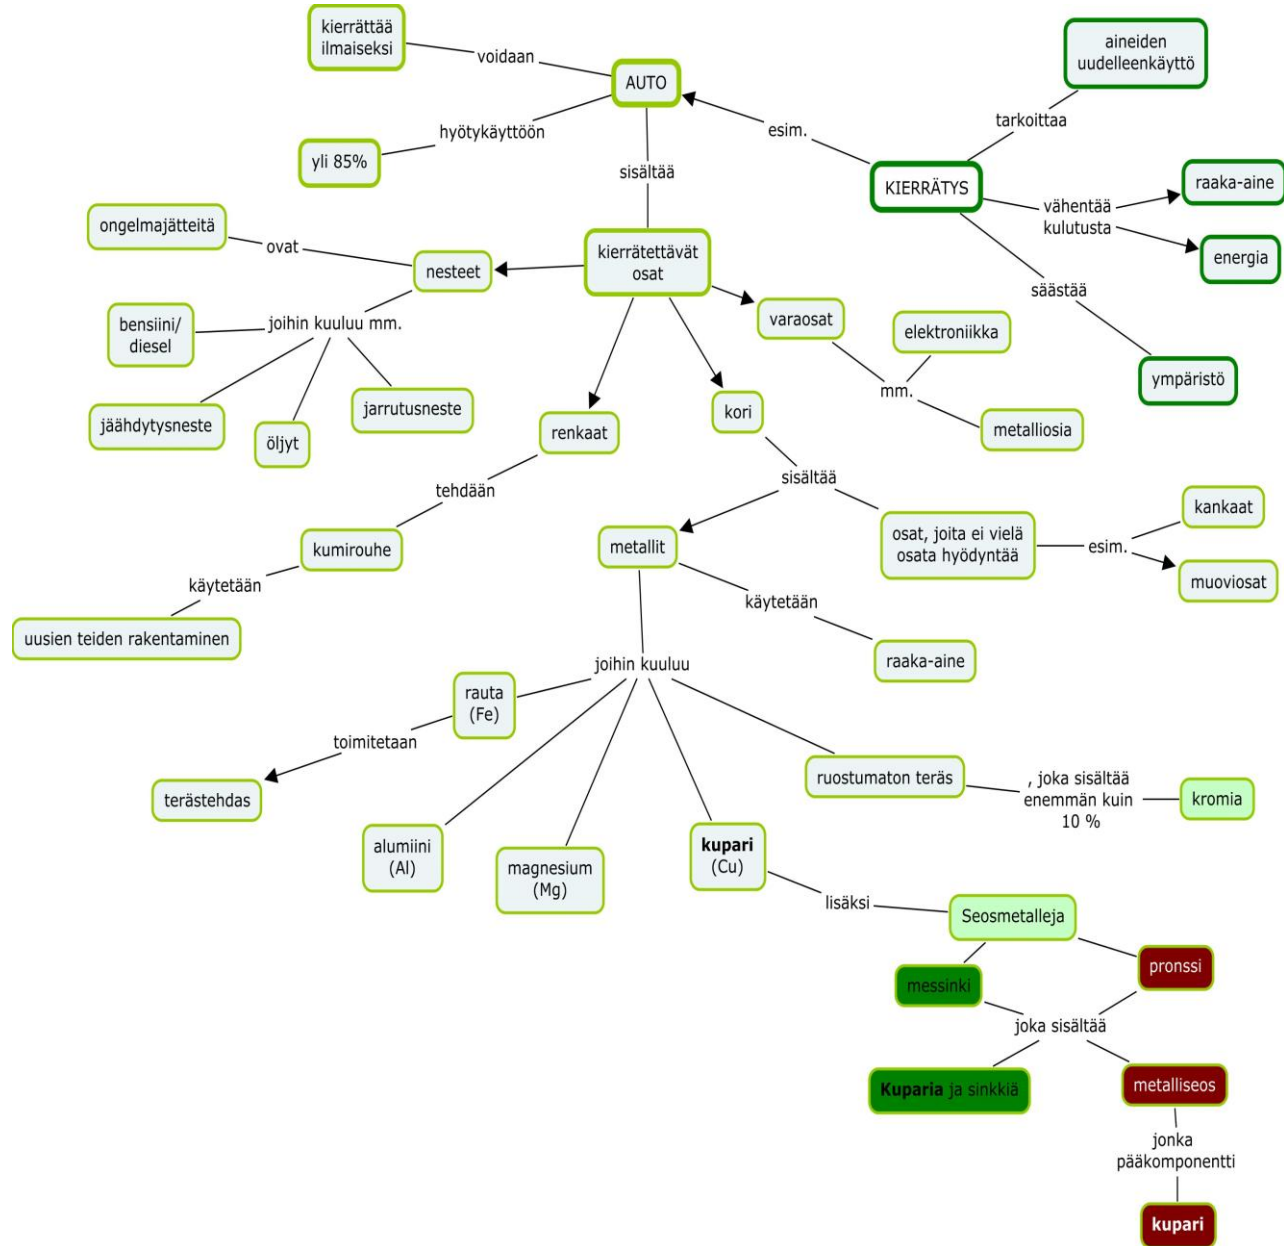 kierrättää
ilmaiseksi
voidaan
AUTO
aineiden
uudelleenkäyttö
hyötykäyttöön
esim.
tarkoittaa
yli 85%
sisältää
KIERRÄTYS
raaka-aine
vähentää
kulutusta
ongelmajätteitä
ovat
nesteet
kierrätettävät
osat
energia
säästää
bensiini/
diesel
joihin kuuluu mm.
varaosat
elektroniikka
ympäristö
jäähdytysneste
öljyt
jarrutusneste
renkaat
kori
mm.
metalliosia
tehdään
sisältää
kankaat
kumirouhe
metallit
osat, joita ei vielä
osata hyödyntää
esim.
muoviosat
käytetään
käytetään
uusien teiden rakentaminen
raaka-aine
joihin kuuluu
rauta
(Fe)
toimitetaan
terästehdas
ruostumaton teräs
, joka sisältää
enemmän kuin
10 %
kromia
alumiini
(Al)
magnesium
(Mg)
kupari
(Cu)
lisäksi
Seosmetalleja
messinki
pronssi
joka sisältää
Kuparia ja sinkkiä
metalliseos
jonka
pääkomponentti
kupari